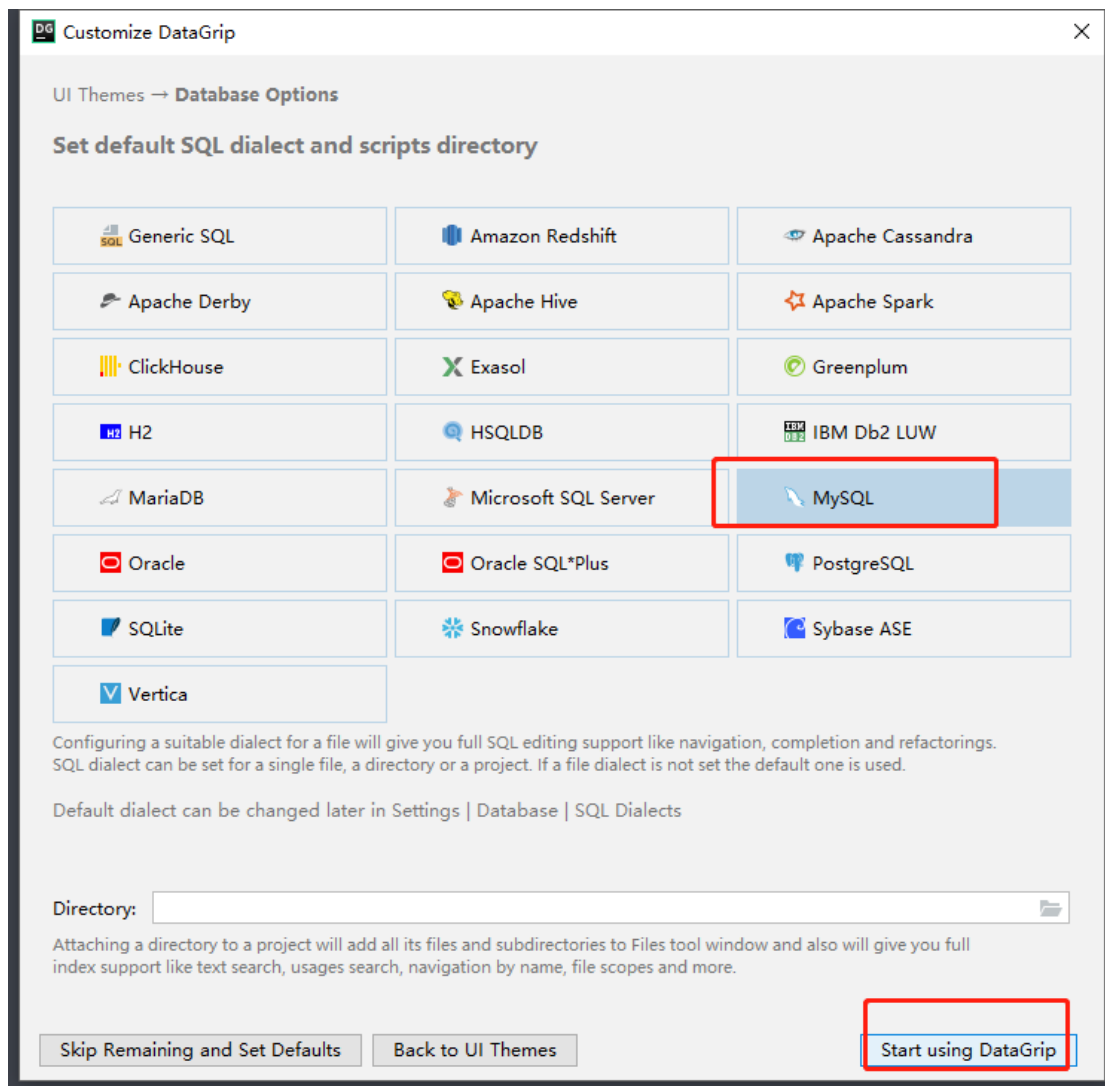 DG Customize DataGrip
UI Themes → Database Options
Set default SQL dialect and scripts directory
SQL Generic SQL
Amazon Redshift
Apache Cassandra
Apache Derby
Apache Hive
Apache Spark
ClickHouse
Exasol
Greenplum
H2 H2
HSQLDB
IBM DB2 IBM Db2 LUW
MariaDB
Microsoft SQL Server
MySQL
Oracle
Oracle SQL*Plus
PostgreSQL
SQLite
Snowflake
Sybase ASE
V Vertica
Configuring a suitable dialect for a file will give you full SQL editing support like navigation, completion and refactorings.
SQL dialect can be set for a single file, a directory or a project. If a file dialect is not set the default one is used.
Default dialect can be changed later in Settings | Database | SQL Dialects
Directory:
Attaching a directory to a project will add all its files and subdirectories to Files tool window and also will give you full
index support like text search, usages search, navigation by name, file scopes and more.
Skip Remaining and Set Defaults
Back to UI Themes
Start using DataGrip